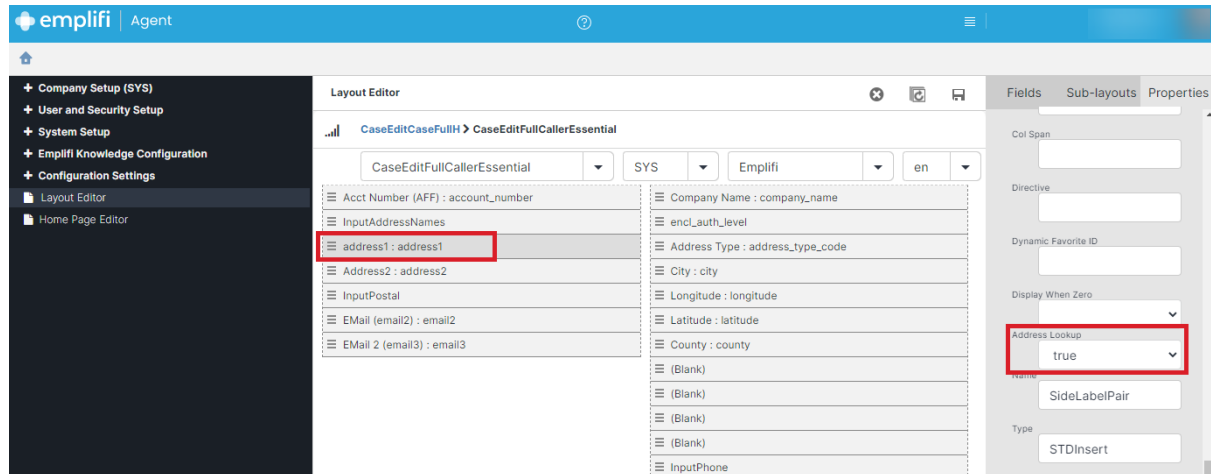 emplifi Agent
Company Setup (SYS)
User and Security Setup
System Setup
Emplifi Knowledge Configuration
Configuration Settings
Layout Editor
Home Page Editor
Layout Editor
CaseEditCaseFullH > CaseEditFullCallerEssential
CaseEditFullCallerEssential SYS Emplifi en
Acct Number (AFF) : account_number
InputAddressNames
address1 : address1
Address2 : address2
InputPostal
EMail (email2) : email2
EMail 2 (email3) : email3
Company Name : company_name
encl_auth_level
Address Type : address_type_code
City : city
Longitude : longitude
Latitude : latitude
County : county
(Blank)
(Blank)
(Blank)
(Blank)
InputPhone
Fields Sub-layouts Properties
Col Span
Directive
Dynamic Favorite ID
Display When Zero
Address Lookup
true
Name
SideLabelPair
Type
STDInsert